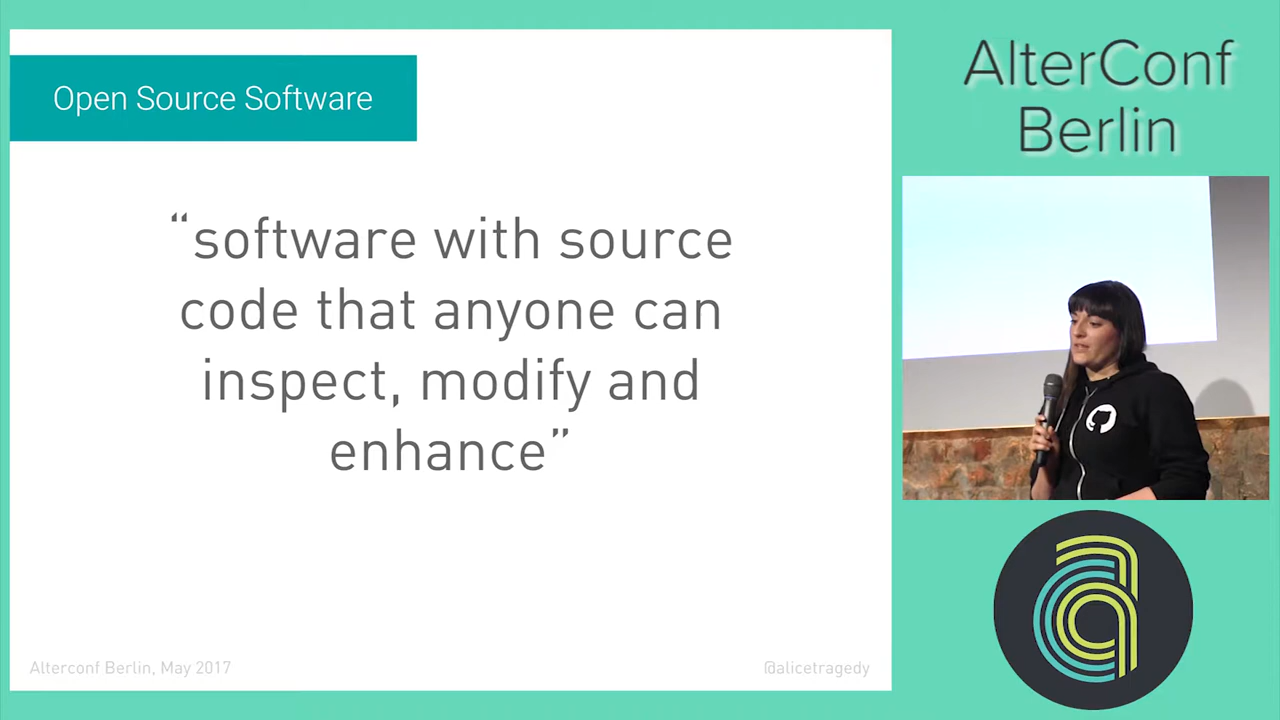 Open Source Software
“software with source
code that anyone can
inspect, modify and
enhance”
Alterconf Berlin, May 2017
@alicetragedy
AlterConf
Berlin